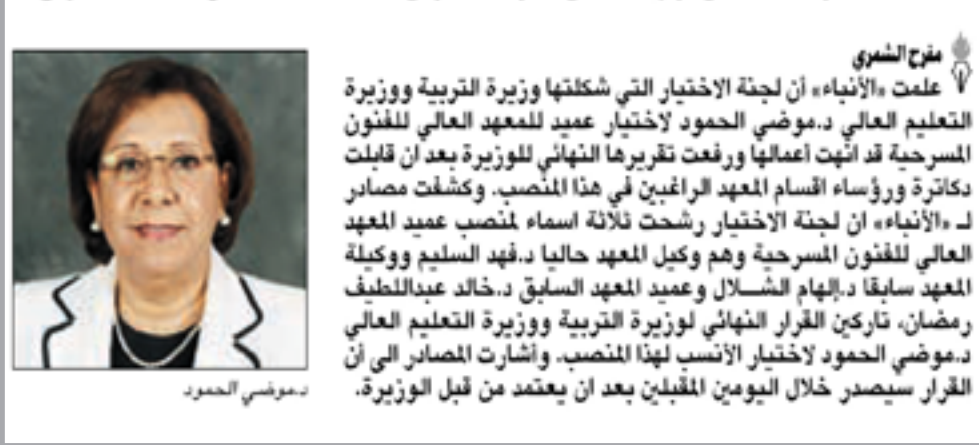 مفرح الشمري
علمت «الأنباء» أن لجنة الاختيار التي شكلتها وزيرة التربية ووزيرة
التعليم العالي د.موضي الحمود لاختيار عميد للمعهد العالي للفنون
المسرحية قد انهت أعمالها ورفعت تقريرها النهائي للوزيرة بعد ان قابلت
دكاترة ورؤساء اقسام المعهد الراغبين في هذا المنصب. وكشفت مصادر
لـ «الأنباء» ان لجنة الاختيار رشحت ثلاثة اسماء لمنصب عميد المعهد
العالي للفنون المسرحية وهم وكيل المعهد حاليا د.فهد السليم ووكيلة
المعهد سابقا د.إلهام الشـــلال وعميد المعهد السابق د.خالد عبداللطيف
رمضان، تاركين القرار النهائي لوزيرة التربية ووزيرة التعليم العالي
د.موضي الحمود لاختيار الأنسب لهذا المنصب. وأشارت المصادر الى أن
القرار سيصدر خلال اليومين المقبلين بعد ان يعتمد من قبل الوزيرة.
د.موضي الحمود